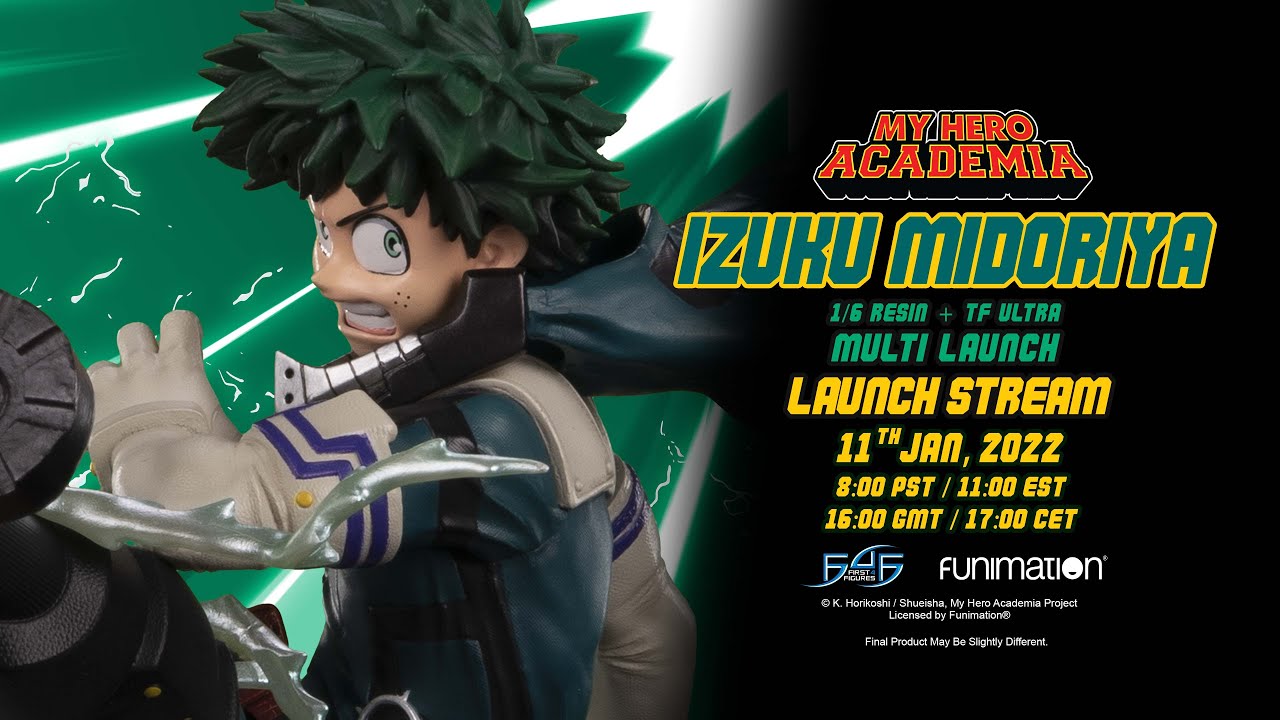 MY HERO
ACADEMIA
IZUKU MIDORIYA
1/6 RESIN + TF ULTRA
MULTI LAUNCH
LAUNCH STREAM
11TH JAN, 2022
8:00 PST / 11:00 EST
16:00 GMT / 17:00 CET
F4F FIRST 4 FIGURES FUNIMATION®
© K. Horikoshi / Shueisha, My Hero Academia Project
Licensed by Funimation®
Final Product May Be Slightly Different.